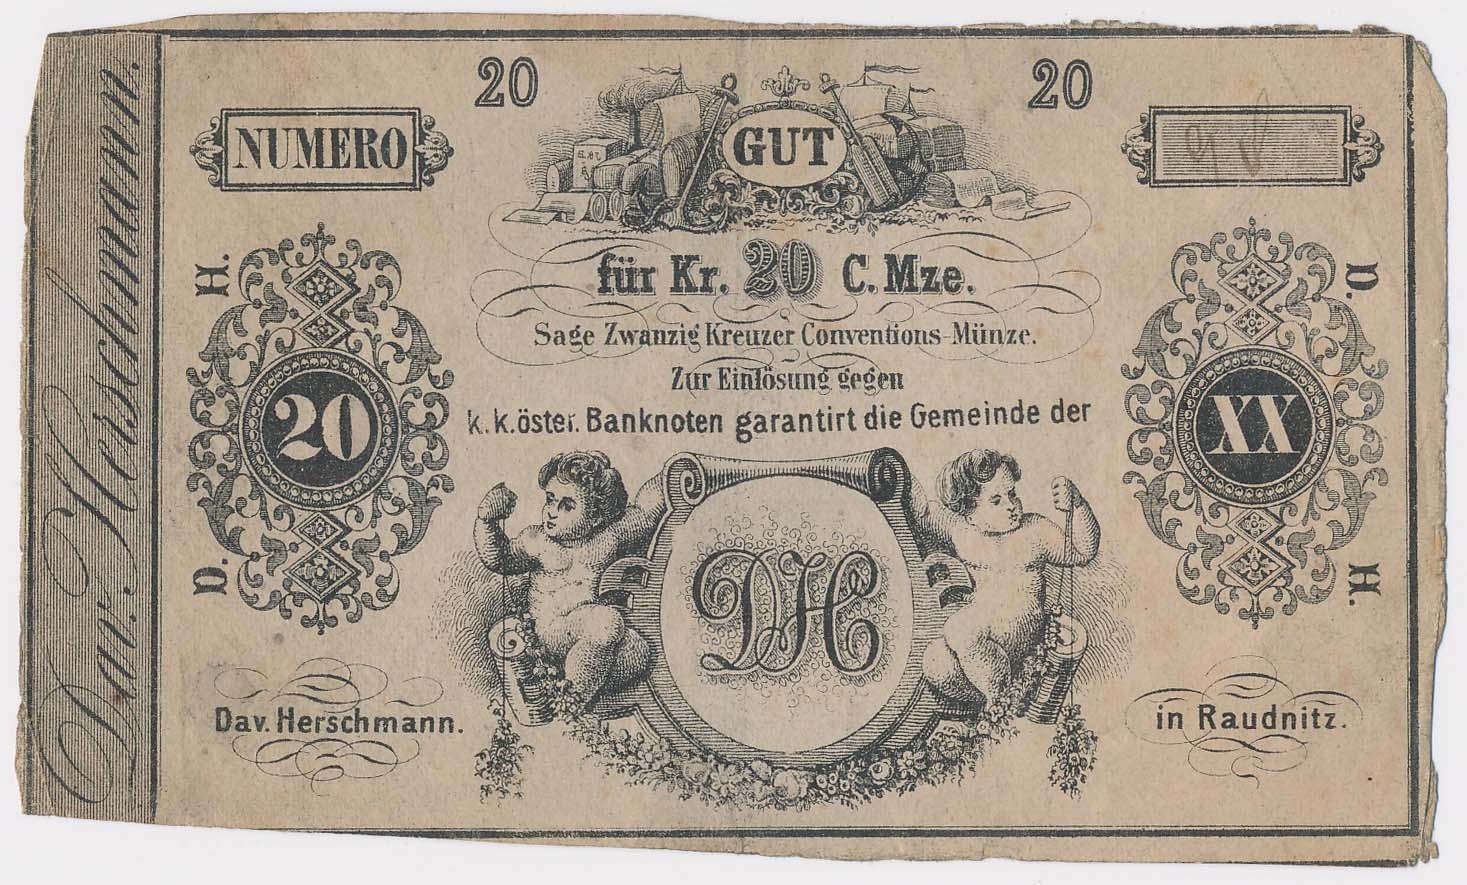 20 20
NUMERO
GUT
für Kr. 20 C. Mze.
Sage Zwanzig Kreuzer Conventions-Münze.
Zur Einlösung gegen
k. k. öster. Banknoten garantirt die Gemeinde der
D. H.
20
D. H.
XX
DH
Dav. Herschmann.
in Raudnitz.
Dav. Herschmann.